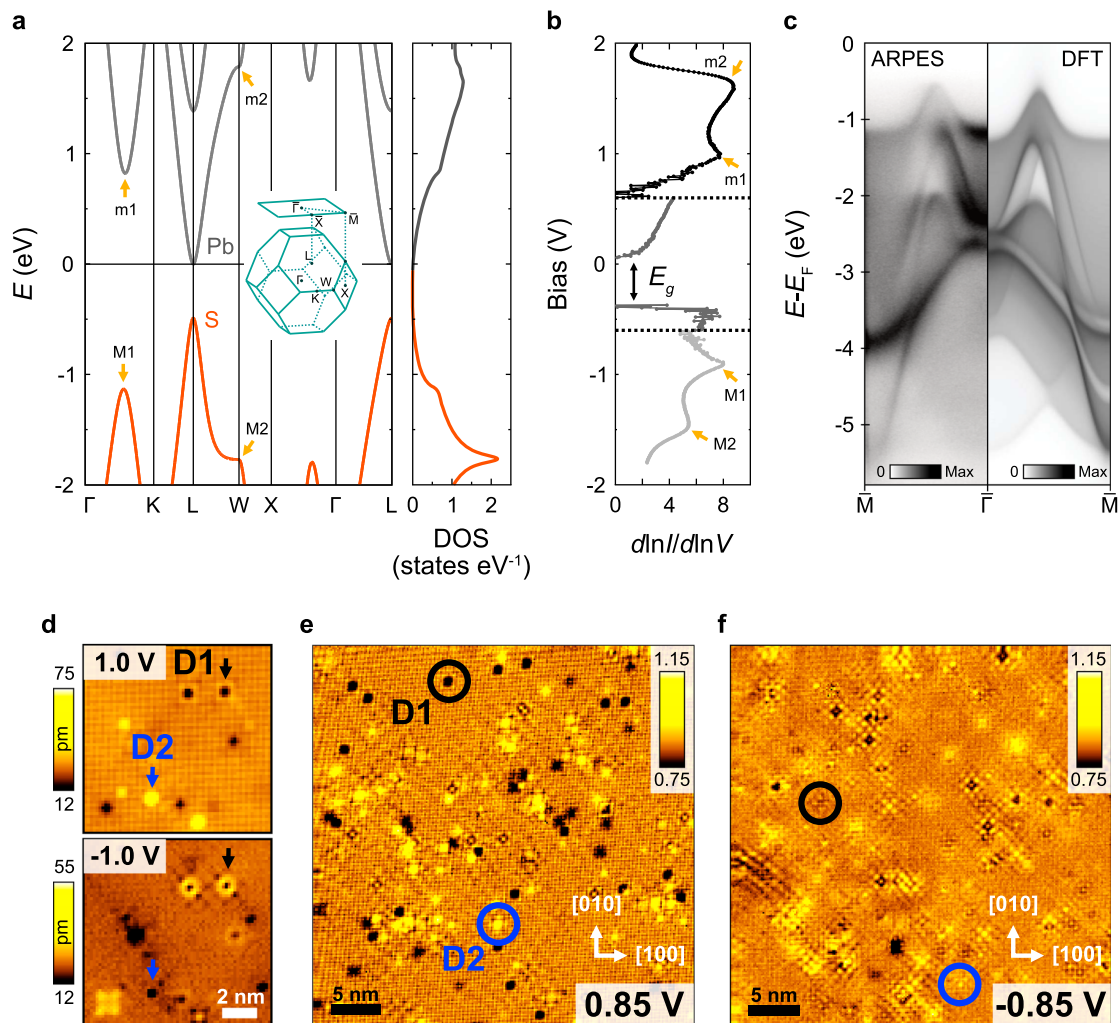 a
2
1
0
-1
-2
E (eV)
m1
m2
Pb
S
M1
M2
Γ̄
X̄
M̄
L
Γ
W
K
X
Γ K L W X Γ L
0 1 2
DOS
(states eV⁻¹)
b
2
1
0
-1
-2
Bias (V)
m2
m1
E_g
M1
M2
0 4 8
dlnI/dlnV
c
0
-1
-2
-3
-4
-5
E-E_F (eV)
ARPES
DFT
0 Max
0 Max
M̄ Γ̄ M̄
d
1.0 V
D1
D2
75
pm
12
-1.0 V
55
pm
12
2 nm
e
1.15
0.75
D1
D2
[010]
[100]
5 nm
0.85 V
f
1.15
0.75
[010]
[100]
5 nm
-0.85 V